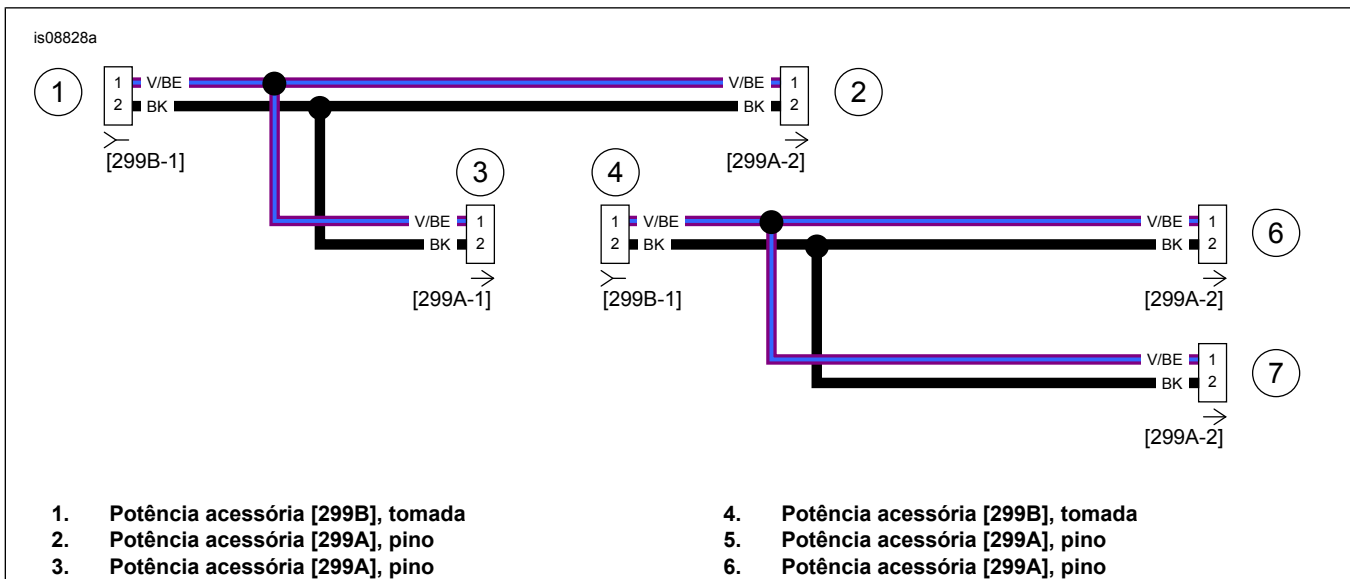 is08828a
1 1 V/BE V/BE 1 2
2 BK BK 2
[299B-1] [299A-2]
3 4
V/BE 1 1 V/BE V/BE 1 6
BK 2 2 BK BK 2
[299A-1] [299B-1] [299A-2]
V/BE 1 7
BK 2
[299A-2]
1. Potência acessória [299B], tomada
2. Potência acessória [299A], pino
3. Potência acessória [299A], pino
4. Potência acessória [299B], tomada
5. Potência acessória [299A], pino
6. Potência acessória [299A], pino